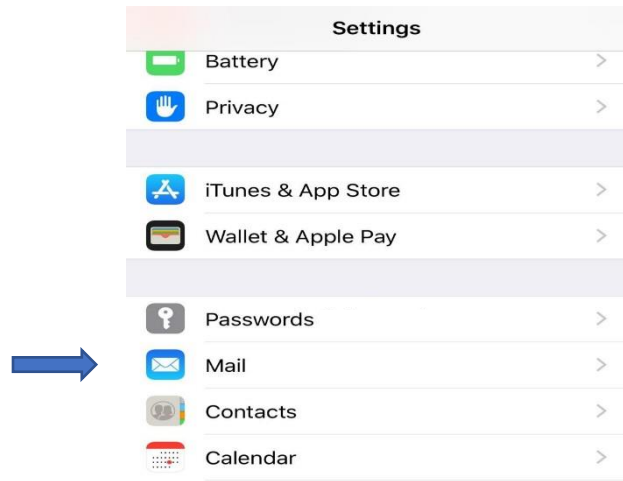 Settings
Battery
Privacy
iTunes & App Store
Wallet & Apple Pay
Passwords
Mail
Contacts
Calendar